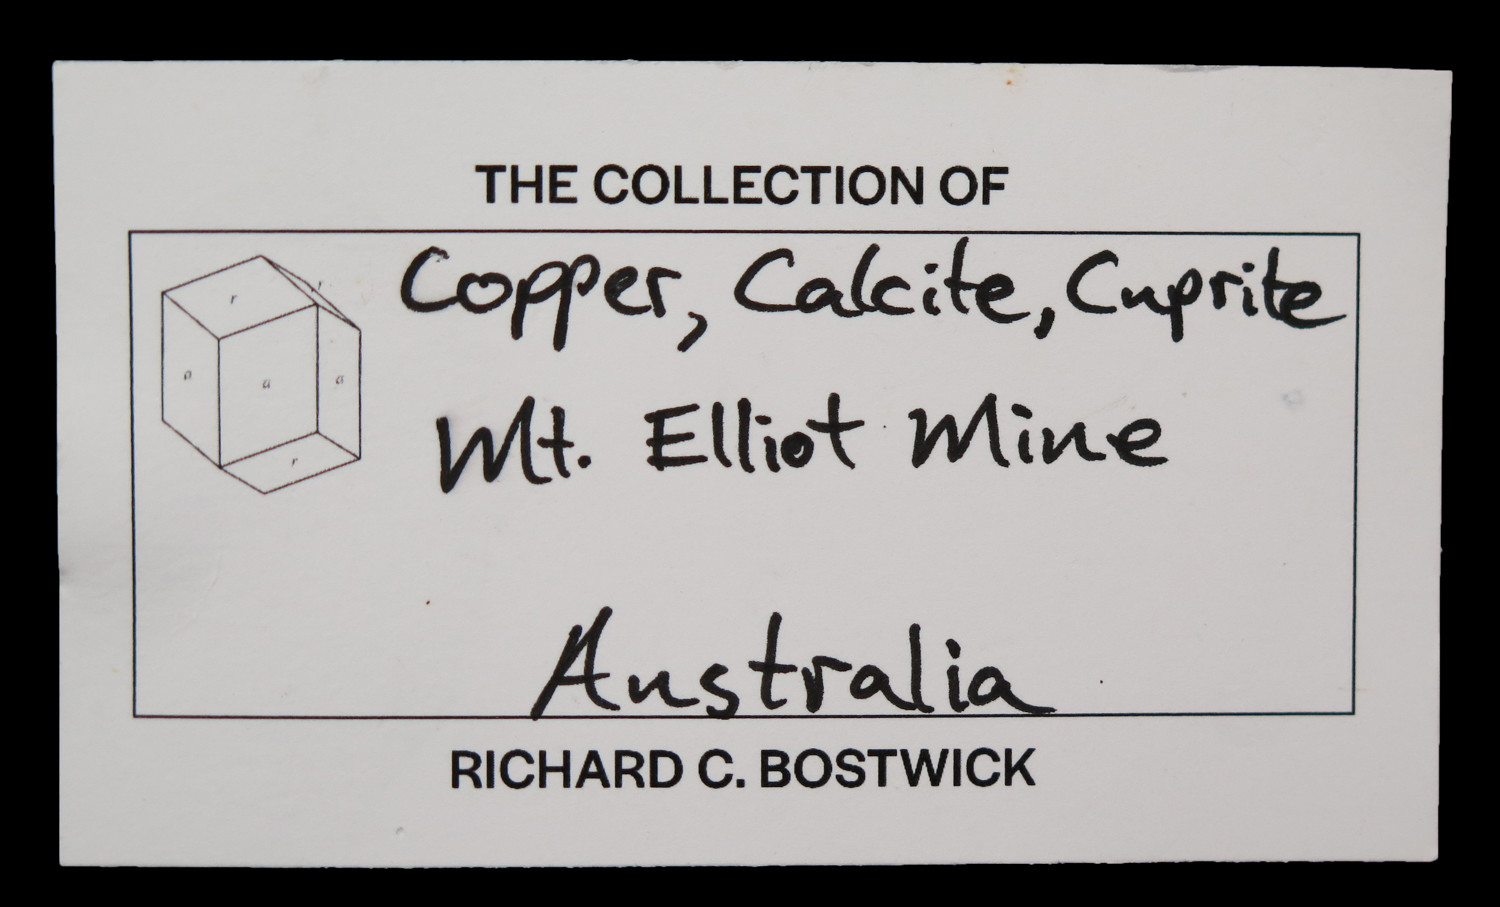 THE COLLECTION OF
Copper, Calcite, Cuprite
Mt. Elliot Mine
Australia
RICHARD C. BOSTWICK
r
r
a
a
a
r